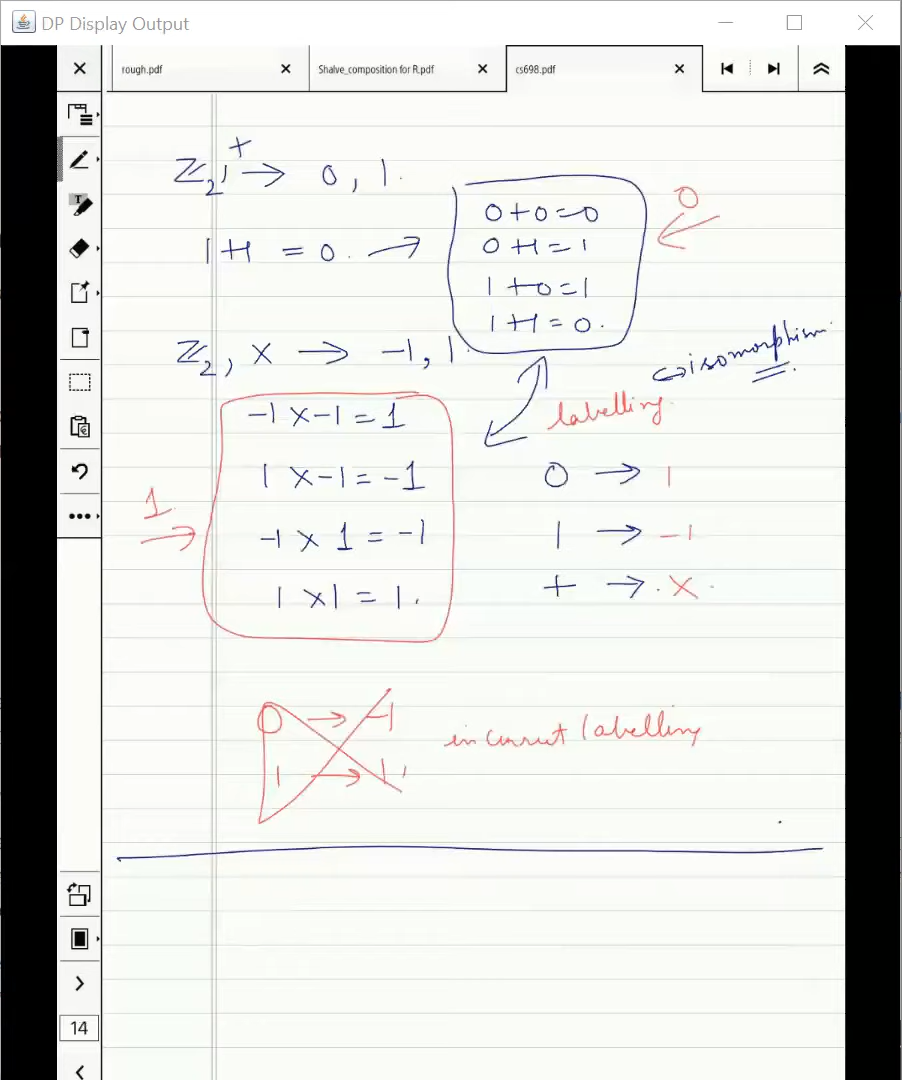 DP Display Output
rough.pdf
Shalve_composition for R.pdf
cs698.pdf
ℤ₂, + → 0, 1.
1+1 = 0. →
0+0=0
0+1=1
1+0=1
1+1=0.
0
ℤ₂, × → -1, 1.
↪ isomorphism.
labelling.
-1 × -1 = 1
1 × -1 = -1
-1 × 1 = -1
1 × 1 = 1.
1.
0 → 1
1 → -1
+ → . × .
0 → -1
1 → 1,
incorrect labelling
14